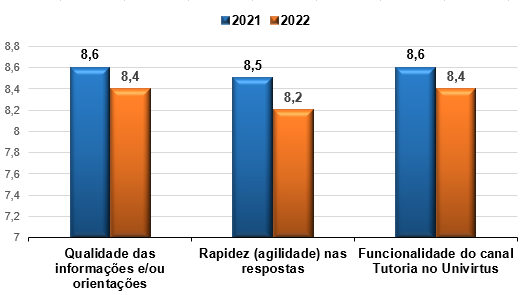 2021 2022
8,8
8,6
8,4
8,2
8
7,8
7,6
7,4
7,2
7
8,6
8,4
8,5
8,2
8,6
8,4
Qualidade das
informações e/ou
orientações
Rapidez (agilidade) nas
respostas
Funcionalidade do canal
Tutoria no Univirtus